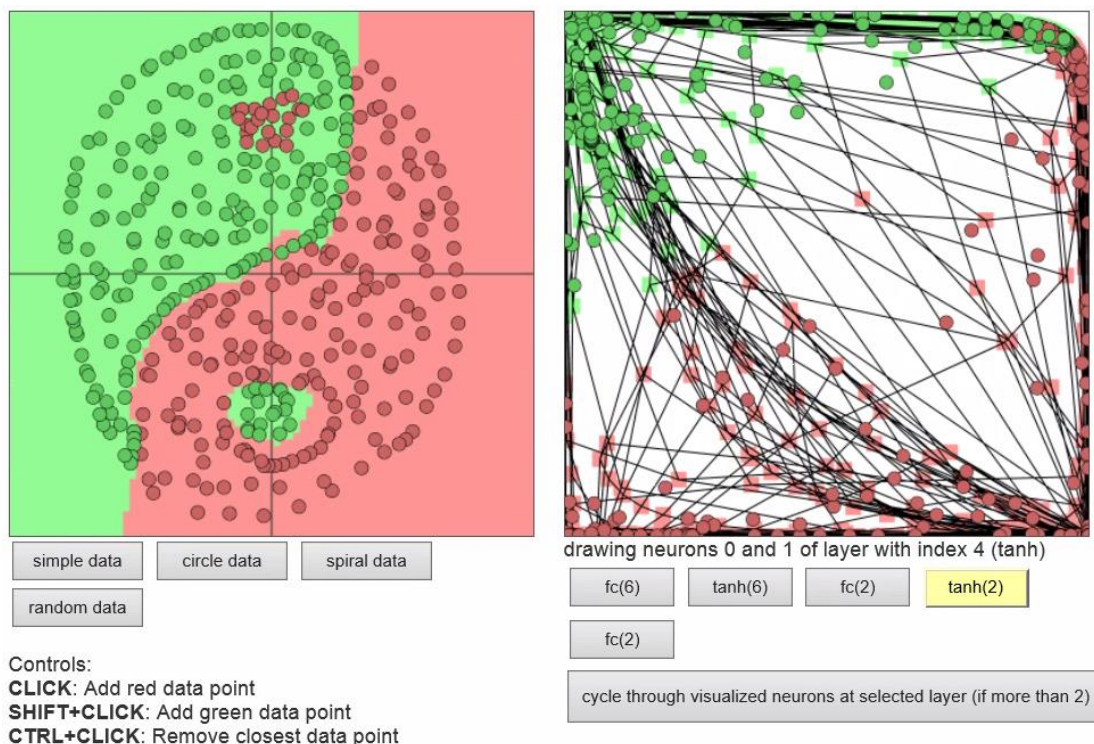 simple data
circle data
spiral data
random data
Controls:
CLICK: Add red data point
SHIFT+CLICK: Add green data point
CTRL+CLICK: Remove closest data point
drawing neurons 0 and 1 of layer with index 4 (tanh)
fc(6)
tanh(6)
fc(2)
tanh(2)
fc(2)
cycle through visualized neurons at selected layer (if more than 2)